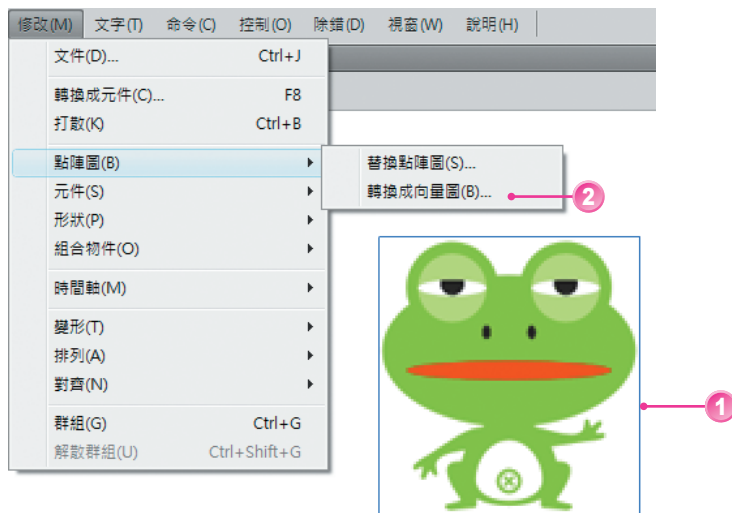 修改(M) 文字(T) 命令(C) 控制(O) 除錯(D) 視窗(W) 說明(H)
文件(D)... Ctrl+J
轉換成元件(C)... F8
打散(K) Ctrl+B
點陣圖(B)
元件(S)
形狀(P)
組合物件(O)
時間軸(M)
變形(T)
排列(A)
對齊(N)
群組(G) Ctrl+G
解散群組(U) Ctrl+Shift+G
替換點陣圖(S)...
轉換成向量圖(B)...
2
1